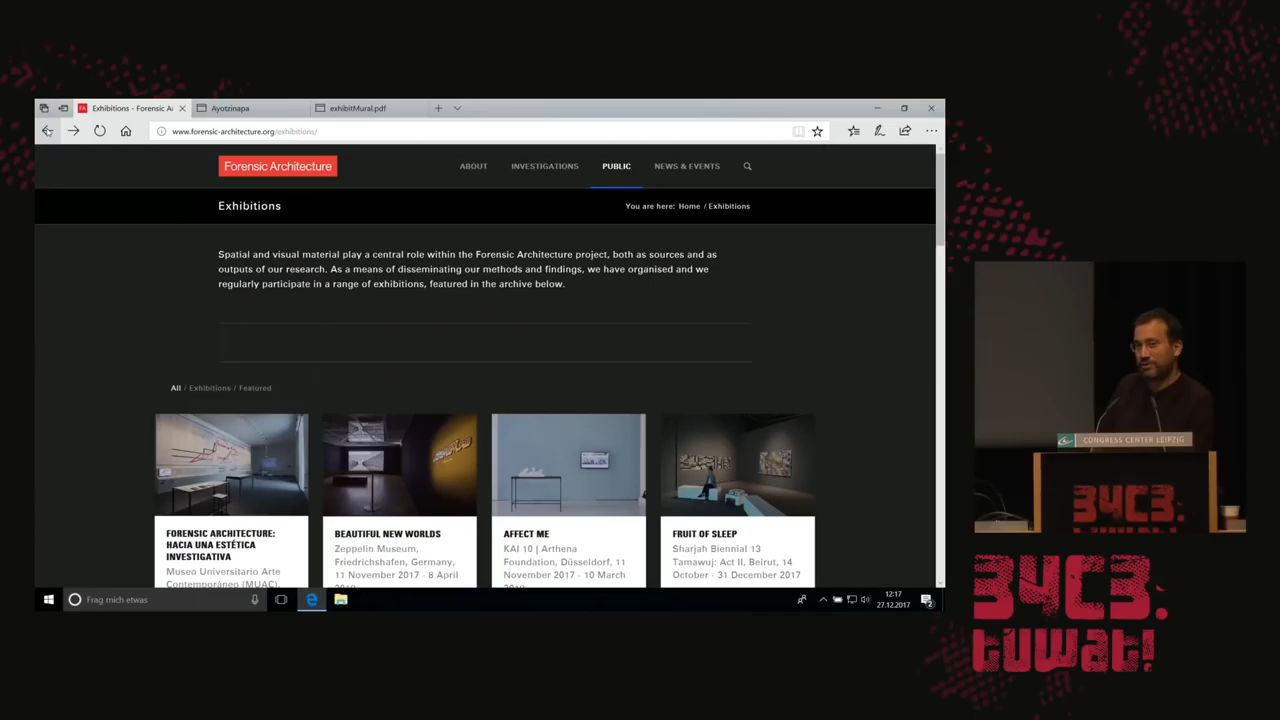 Exhibitions - Forensic Ar
Ayotzinapa
exhibitMural.pdf
www.forensic-architecture.org/exhibitions/
Forensic Architecture
ABOUT
INVESTIGATIONS
PUBLIC
NEWS & EVENTS
Exhibitions
You are here: Home / Exhibitions
Spatial and visual material play a central role within the Forensic Architecture project, both as sources and as
outputs of our research. As a means of disseminating our methods and findings, we have organised and we
regularly participate in a range of exhibitions, featured in the archive below.
All / Exhibitions / Featured
FORENSIC ARCHITECTURE:
HACIA UNA ESTÉTICA
INVESTIGATIVA
Museo Universitario Arte
Contemporáneo (MUAC),
BEAUTIFUL NEW WORLDS
Zeppelin Museum,
Friedrichshafen, Germany,
11 November 2017 - 8 April
AFFECT ME
KAI 10 | Arthena
Foundation, Düsseldorf, 11
November 2017 - 10 March
FRUIT OF SLEEP
Sharjah Biennial 13
Tamawuj: Act II, Beirut, 14
October - 31 December 2017
Frag mich etwas
12:17
27.12.2017
2
CONGRESS CENTER LEIPZIG
34C3.
34C3.
tuwat!